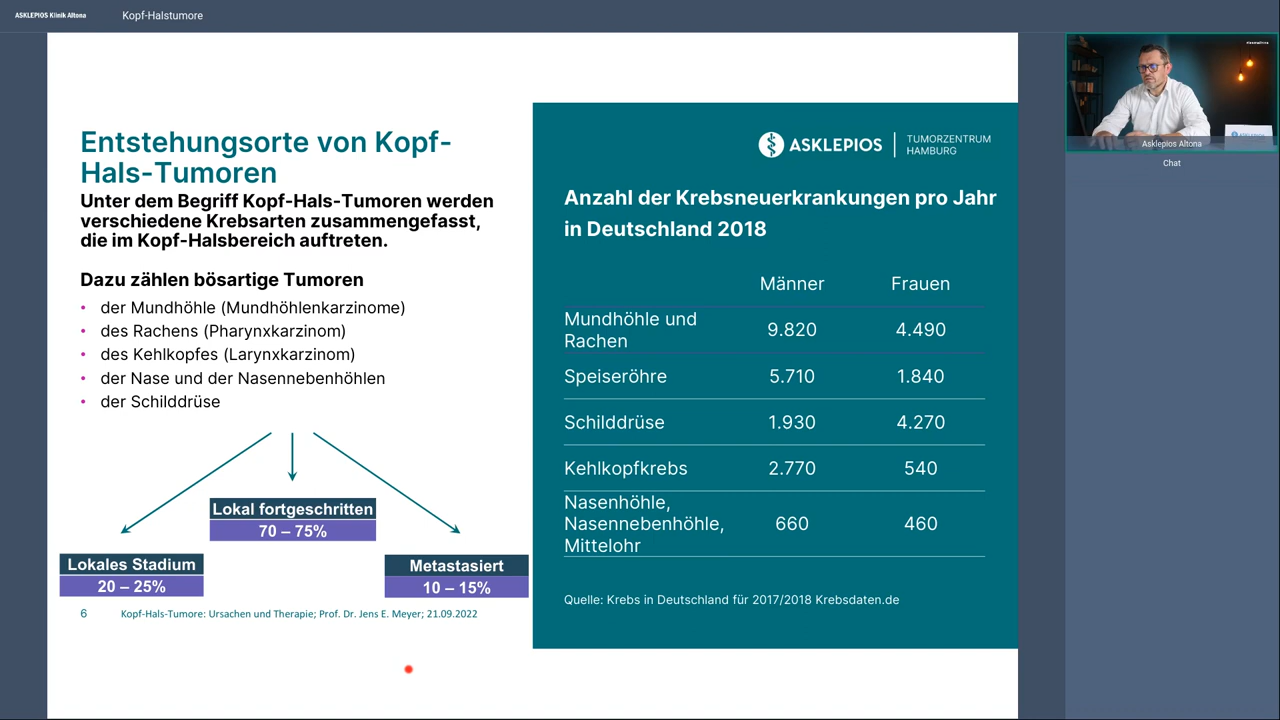 ASKLEPIOS Klinik Altona
Kopf-Halstumore
Entstehungsorte von Kopf-
Hals-Tumoren
Unter dem Begriff Kopf-Hals-Tumoren werden
verschiedene Krebsarten zusammengefasst,
die im Kopf-Halsbereich auftreten.
Dazu zählen bösartige Tumoren
• der Mundhöhle (Mundhöhlenkarzinome)
• des Rachens (Pharynxkarzinom)
• des Kehlkopfes (Larynxkarzinom)
• der Nase und der Nasennebenhöhlen
• der Schilddrüse
Lokal fortgeschritten
70 – 75%
Lokales Stadium
20 – 25%
Metastasiert
10 – 15%
6 Kopf-Hals-Tumore: Ursachen und Therapie; Prof. Dr. Jens E. Meyer; 21.09.2022
ASKLEPIOS
TUMORZENTRUM
HAMBURG
Anzahl der Krebsneuerkrankungen pro Jahr
in Deutschland 2018
Männer Frauen
Mundhöhle und
Rachen 9.820 4.490
Speiseröhre 5.710 1.840
Schilddrüse 1.930 4.270
Kehlkopfkrebs 2.770 540
Nasenhöhle,
Nasennebenhöhle, 660 460
Mittelohr
Quelle: Krebs in Deutschland für 2017/2018 Krebsdaten.de
Asklepios Altona
Chat